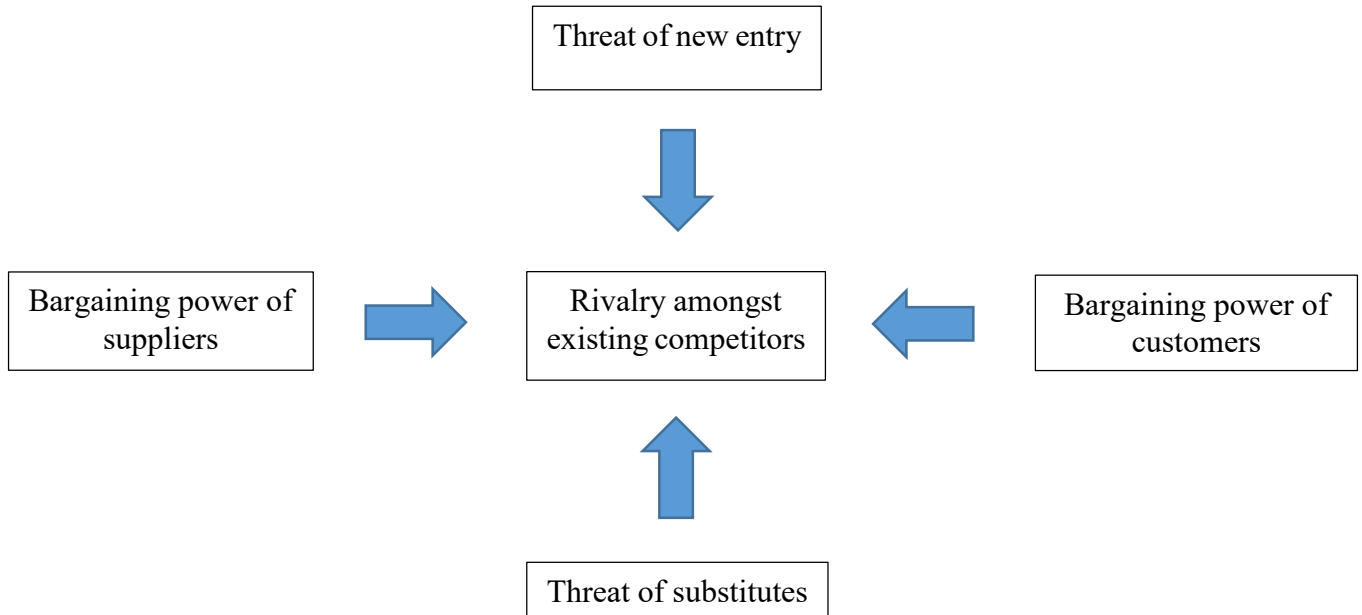 Threat of new entry
Bargaining power of
suppliers
Rivalry amongst
existing competitors
Bargaining power of
customers
Threat of substitutes